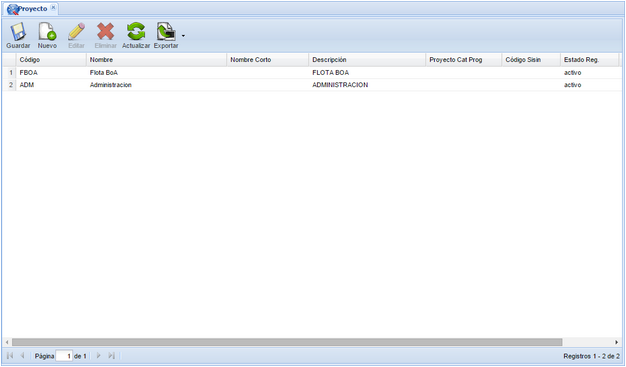 Proyecto
Guardar Nuevo Editar Eliminar Actualizar Exportar
Código Nombre Nombre Corto Descripción Proyecto Cat Prog Código Sisin Estado Reg.
1 FBOA Flota BoA FLOTA BOA activo
2 ADM Administracion ADMINISTRACION activo
Página 1 de 1 Registros 1 - 2 de 2